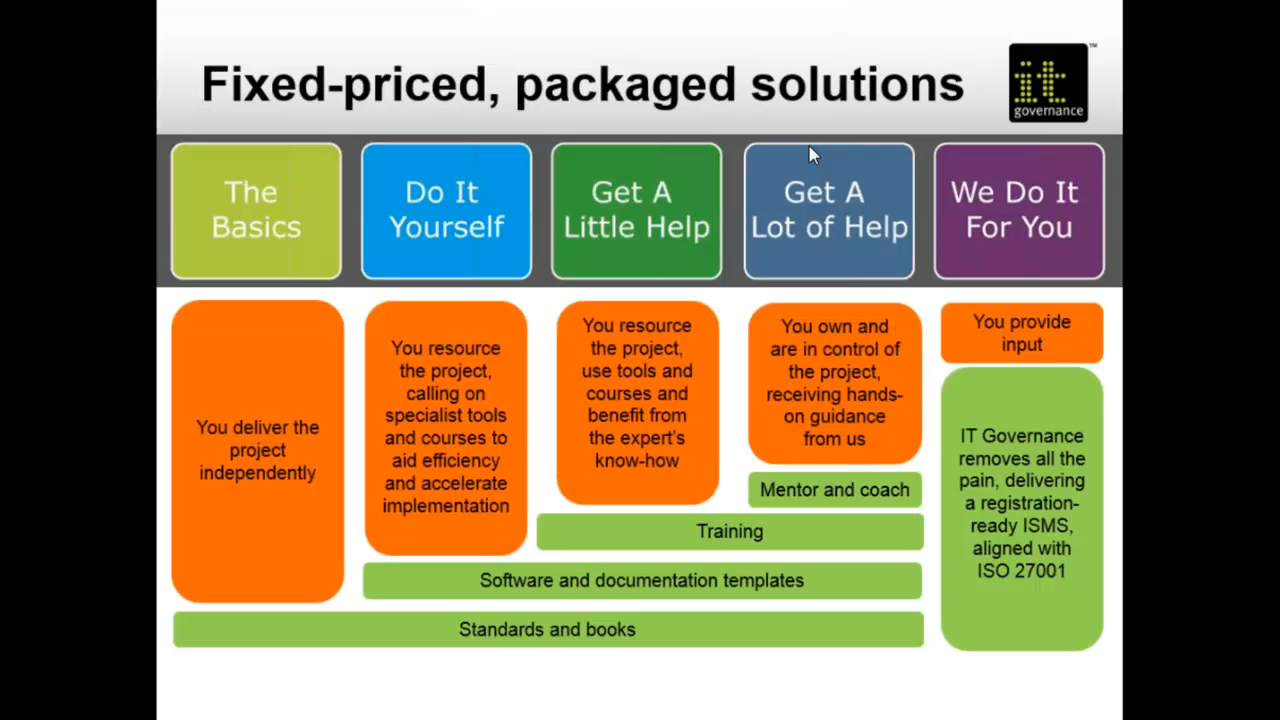 Fixed-priced, packaged solutions
it
governance
™
The
Basics
Do It
Yourself
Get A
Little Help
Get A
Lot of Help
We Do It
For You
You deliver the
project
independently
You resource
the project,
calling on
specialist tools
and courses to
aid efficiency
and accelerate
implementation
You resource
the project,
use tools and
courses and
benefit from
the expert's
know-how
You own and
are in control of
the project,
receiving hands-
on guidance
from us
You provide
input
IT Governance
removes all the
pain, delivering
a registration-
ready ISMS,
aligned with
ISO 27001
Mentor and coach
Training
Software and documentation templates
Standards and books